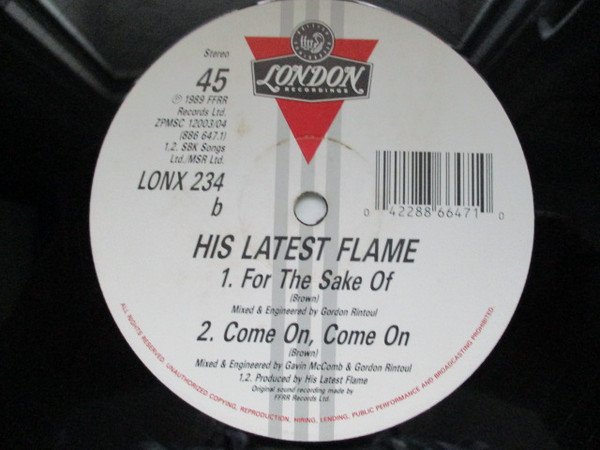 Stereo
45
℗ 1989 FFRR
Records Ltd.
ZPMSC 12003/04
(886 647.1)
1,2. SBK Songs
Ltd./MSR Ltd.
LONX 234
b
LONDON
RECORDINGS
0 42288 66471 0
HIS LATEST FLAME
1. For The Sake Of
(Brown)
Mixed & Engineered by Gordon Rintoul
2. Come On, Come On
(Brown)
Mixed & Engineered by Gavin McComb & Gordon Rintoul
1,2. Produced by His Latest Flame
Original sound recording made by
FFRR Records Ltd.
ALL RIGHTS RESERVED. UNAUTHORIZED COPYING, REPRODUCTION, HIRING, LENDING, PUBLIC PERFORMANCE AND BROADCASTING PROHIBITED.